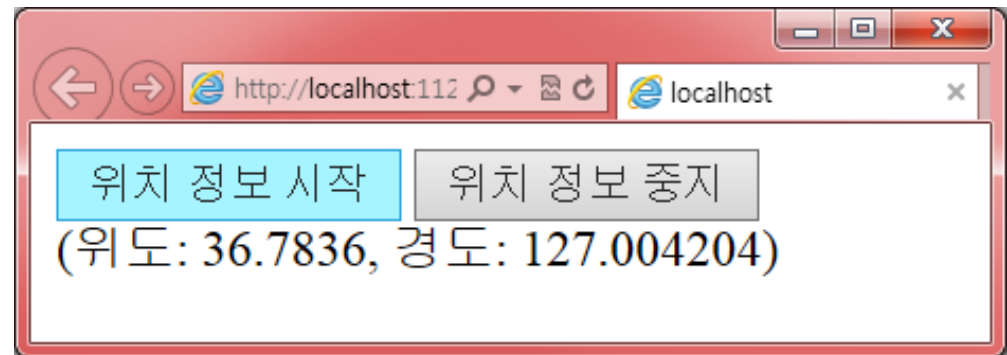 http://localhost:112
localhost
위치 정보 시작 위치 정보 중지
(위도: 36.7836, 경도: 127.004204)